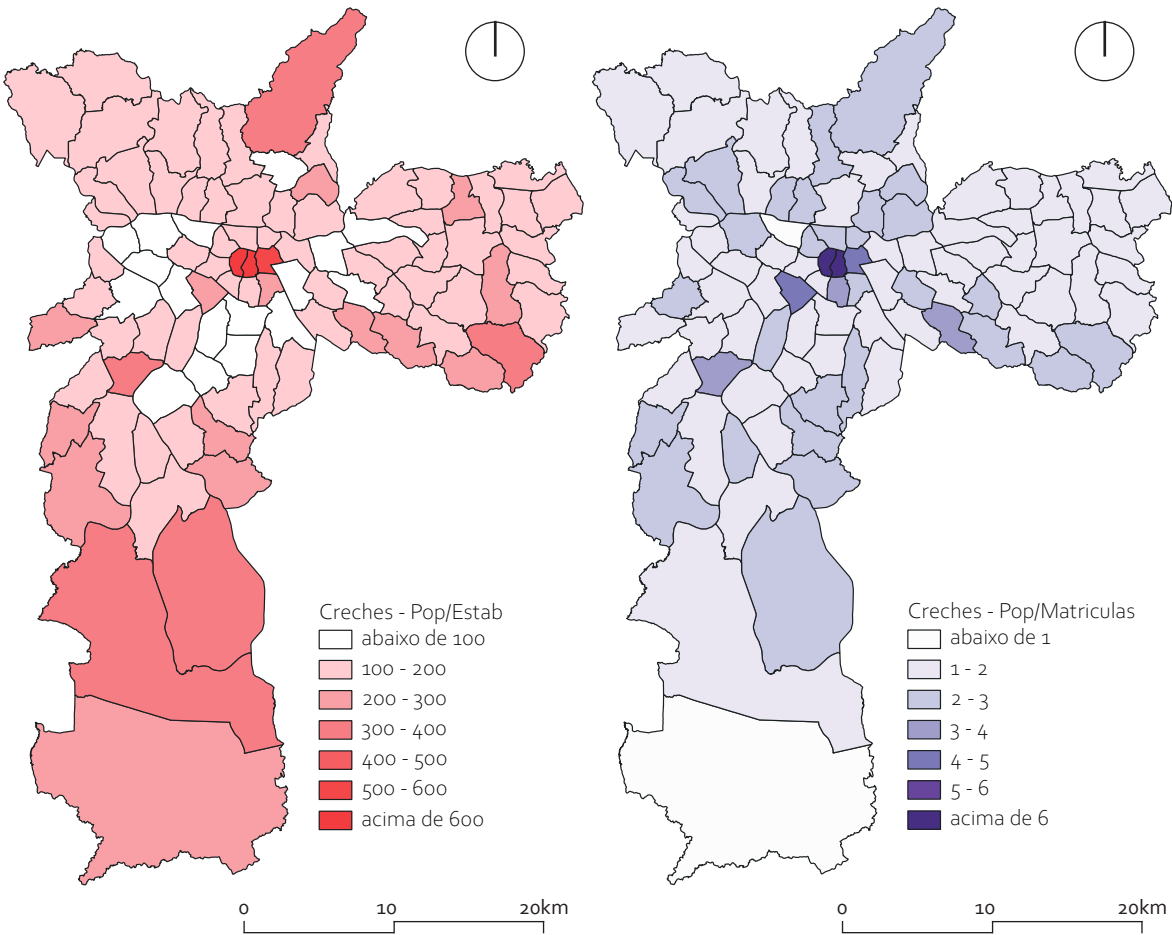 Creches - Pop/Estab
abaixo de 100
100 - 200
200 - 300
300 - 400
400 - 500
500 - 600
acima de 600
0 10 20km
Creches - Pop/Matriculas
abaixo de 1
1 - 2
2 - 3
3 - 4
4 - 5
5 - 6
acima de 6
0 10 20km